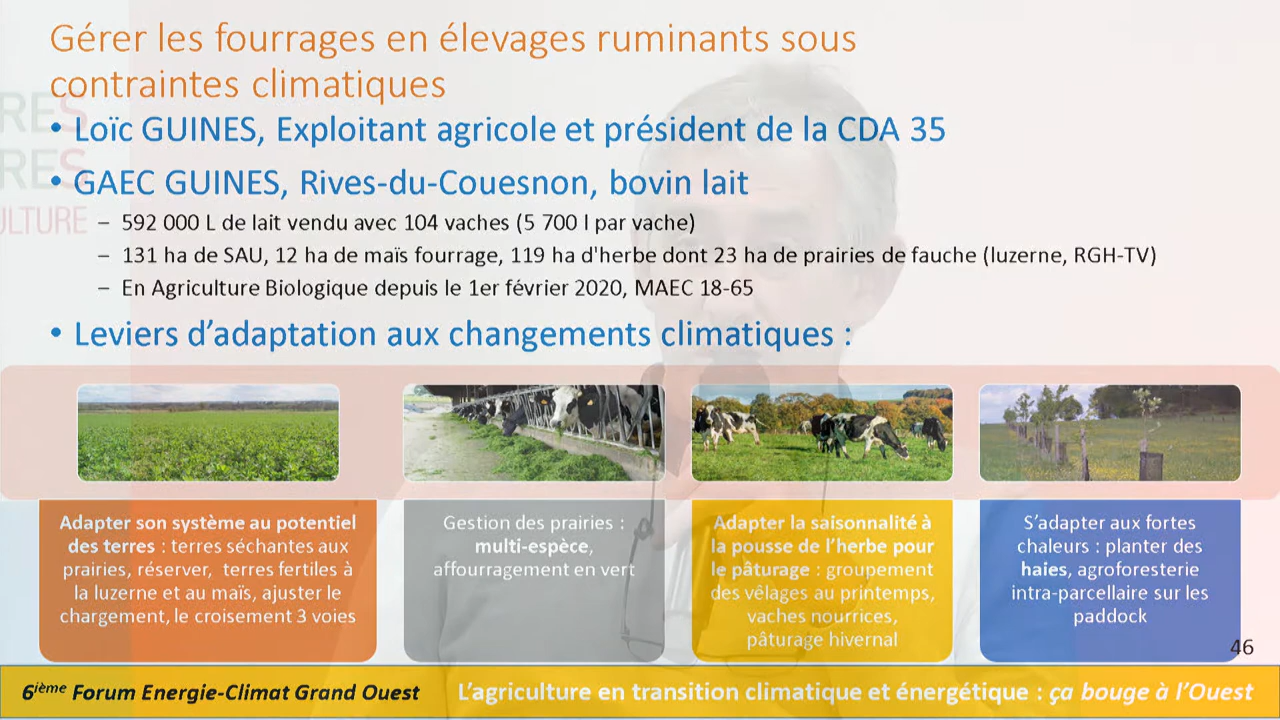 Gérer les fourrages en élevages ruminants sous
contraintes climatiques
RES
• Loïc GUINES, Exploitant agricole et président de la CDA 35
RES
• GAEC GUINES, Rives-du-Couesnon, bovin lait
ULTURE
– 592 000 L de lait vendu avec 104 vaches (5 700 l par vache)
– 131 ha de SAU, 12 ha de maïs fourrage, 119 ha d'herbe dont 23 ha de prairies de fauche (luzerne, RGH-TV)
– En Agriculture Biologique depuis le 1er février 2020, MAEC 18-65
• Leviers d’adaptation aux changements climatiques :
Adapter son système au potentiel
des terres : terres séchantes aux
prairies, réserver, terres fertiles à
la luzerne et au maïs, ajuster le
chargement, le croisement 3 voies
Gestion des prairies :
multi-espèce,
affourragement en vert
Adapter la saisonnalité à
la pousse de l’herbe pour
le pâturage : groupement
des vêlages au printemps,
vaches nourrices,
pâturage hivernal
S’adapter aux fortes
chaleurs : planter des
haies, agroforesterie
intra-parcellaire sur les
paddock
46
6ième Forum Energie-Climat Grand Ouest
L’agriculture en transition climatique et énergétique : ça bouge à l’Ouest